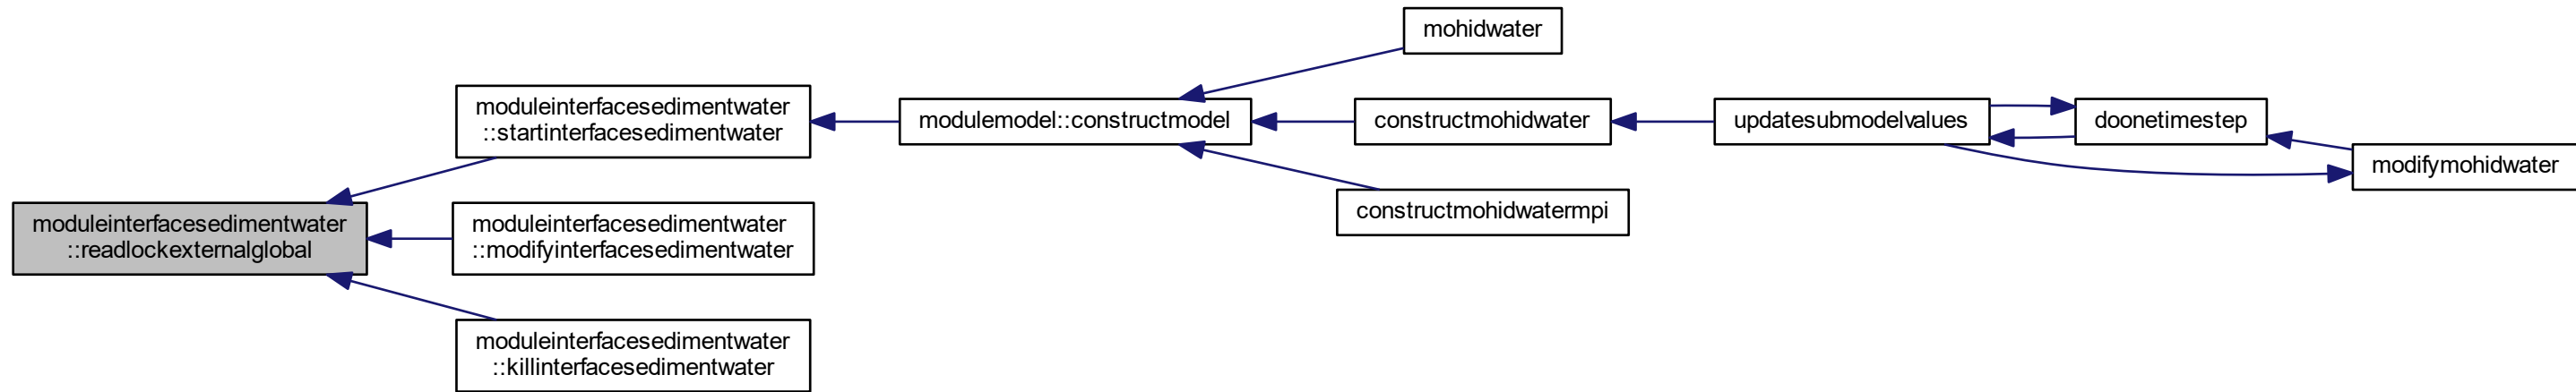 moduleinterfacesedimentwater
::readlockexternalglobal
moduleinterfacesedimentwater
::startinterfacesedimentwater
moduleinterfacesedimentwater
::modifyinterfacesedimentwater
moduleinterfacesedimentwater
::killinterfacesedimentwater
modulemodel::constructmodel
mohidwater
constructmohidwater
constructmohidwatermpi
updatesubmodelvalues
doonetimestep
modifymohidwater